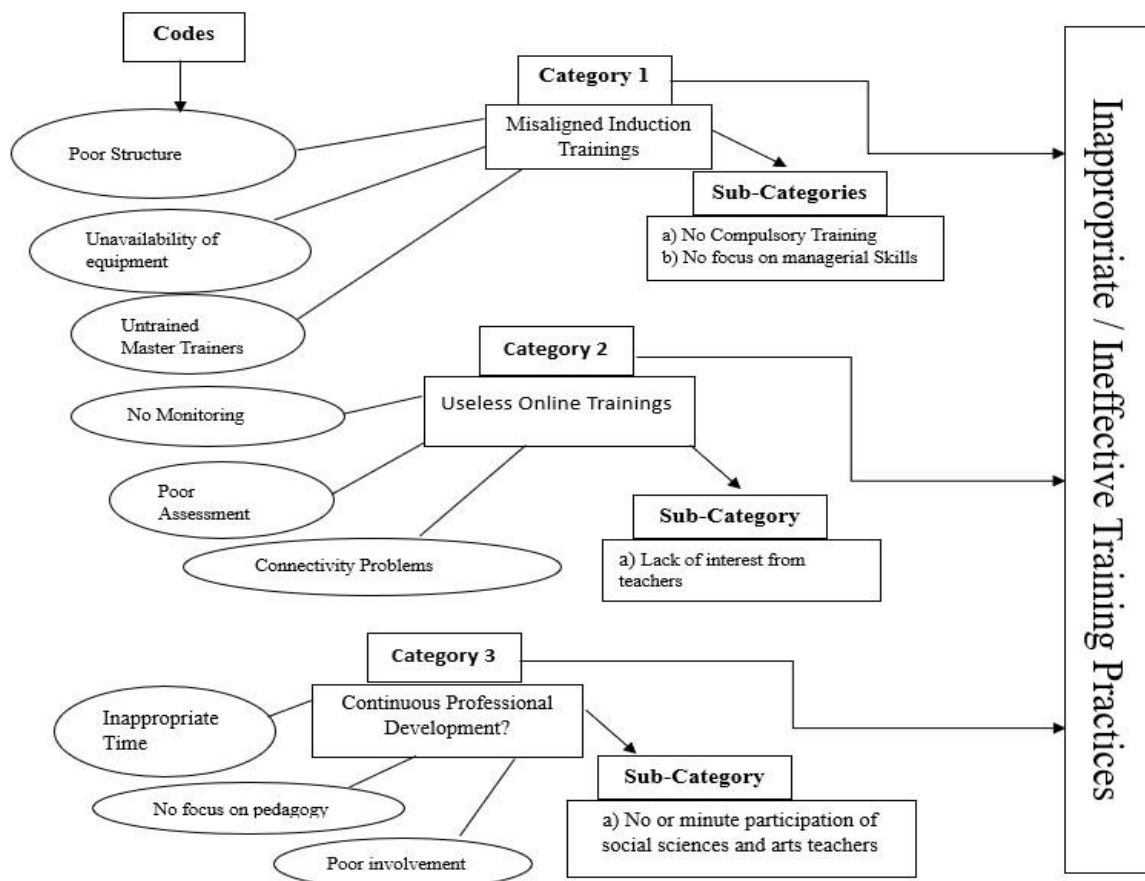 Codes
Category 1
Misaligned Induction
Trainings
Poor Structure
Unavailability of
equipment
Untrained
Master Trainers
Sub-Categories
a) No Compulsory Training
b) No focus on managerial Skills
Category 2
Useless Online Trainings
No Monitoring
Poor
Assessment
Connectivity Problems
Sub-Category
a) Lack of interest from
teachers
Category 3
Continuous Professional
Development?
Inappropriate
Time
No focus on pedagogy
Poor involvement
Sub-Category
a) No or minute participation of
social sciences and arts teachers
Inappropriate / Ineffective Training Practices